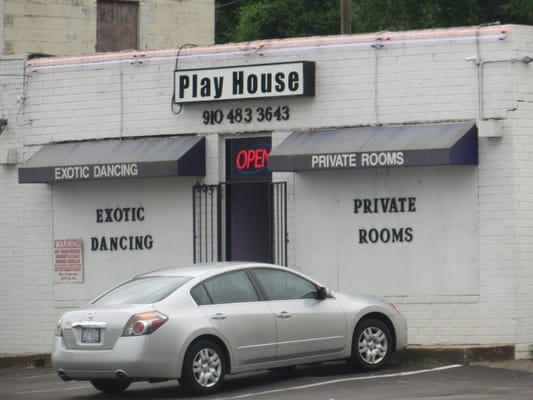 Play House
910 483 3643
OPEN
EXOTIC DANCING
PRIVATE ROOMS
EXOTIC
DANCING
PRIVATE
ROOMS
WARNING